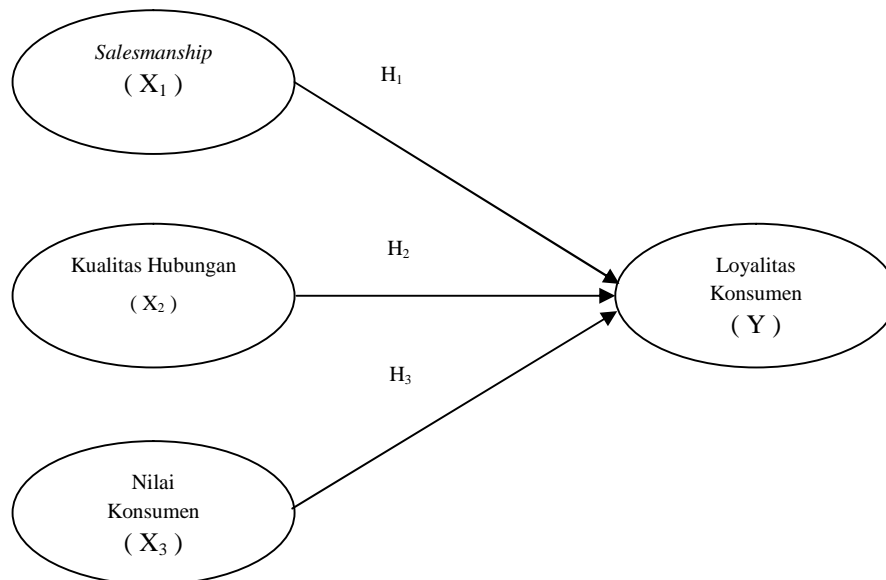 Salesmanship
( X₁ )
H₁
Kualitas Hubungan
( X₂ )
H₂
Loyalitas
Konsumen
( Y )
H₃
Nilai
Konsumen
( X₃ )